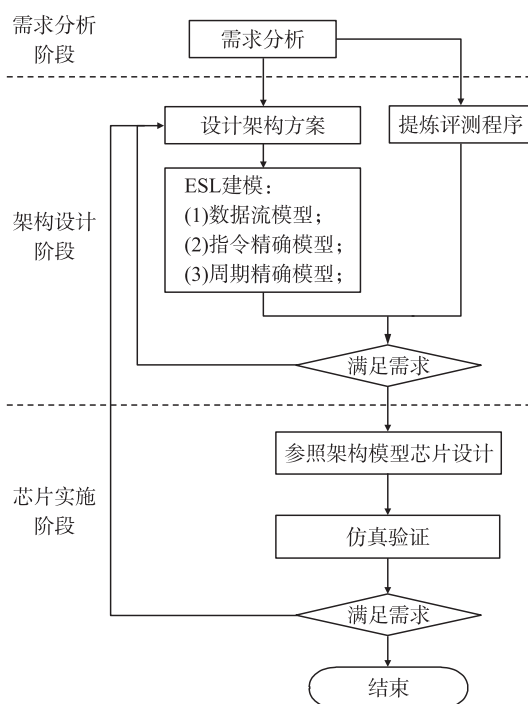 需求分析
阶段
需求分析
设计架构方案
提炼评测程序
架构设计
阶段
ESL建模：
(1)数据流模型；
(2)指令精确模型；
(3)周期精确模型；
满足需求
芯片实施
阶段
参照架构模型芯片设计
仿真验证
满足需求
结束